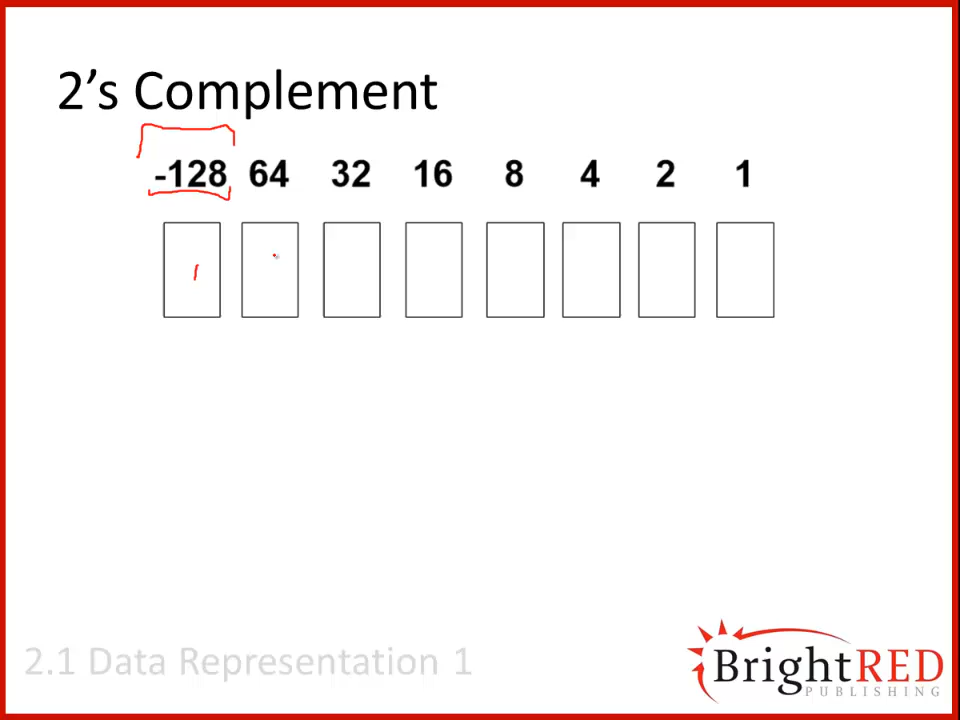 2’s Complement
-128 64 32 16 8 4 2 1
1
2.1 Data Representation 1
BrightRED
PUBLISHING